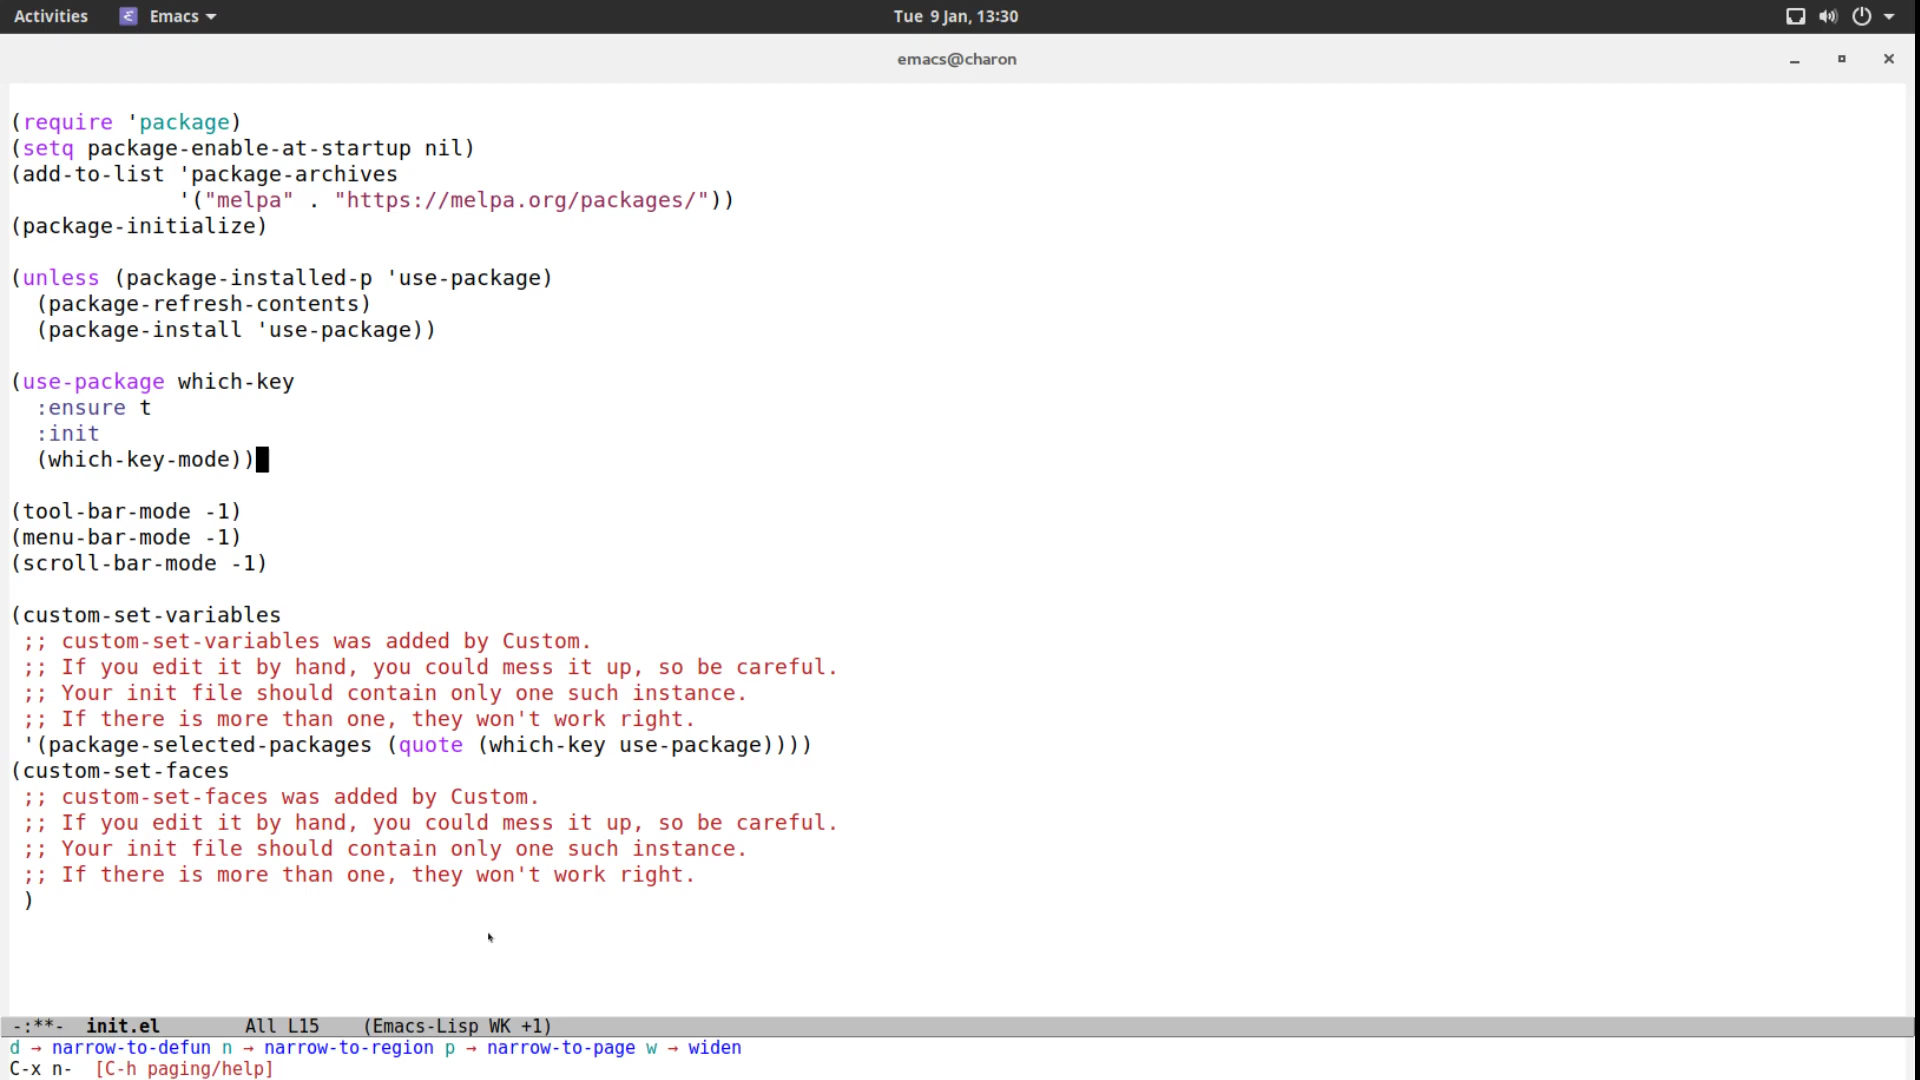 Activities Emacs Tue 9 Jan, 13:30
emacs@charon
(require 'package)
(setq package-enable-at-startup nil)
(add-to-list 'package-archives
             '("melpa" . "https://melpa.org/packages/"))
(package-initialize)
(unless (package-installed-p 'use-package)
  (package-refresh-contents)
  (package-install 'use-package))
(use-package which-key
  :ensure t
  :init
  (which-key-mode))
(tool-bar-mode -1)
(menu-bar-mode -1)
(scroll-bar-mode -1)
(custom-set-variables
 ;; custom-set-variables was added by Custom.
 ;; If you edit it by hand, you could mess it up, so be careful.
 ;; Your init file should contain only one such instance.
 ;; If there is more than one, they won't work right.
 '(package-selected-packages (quote (which-key use-package))))
(custom-set-faces
 ;; custom-set-faces was added by Custom.
 ;; If you edit it by hand, you could mess it up, so be careful.
 ;; Your init file should contain only one such instance.
 ;; If there is more than one, they won't work right.
 )
-:**-  init.el       All L15    (Emacs-Lisp WK +1)
d → narrow-to-defun n → narrow-to-region p → narrow-to-page w → widen
C-x n-  [C-h paging/help]